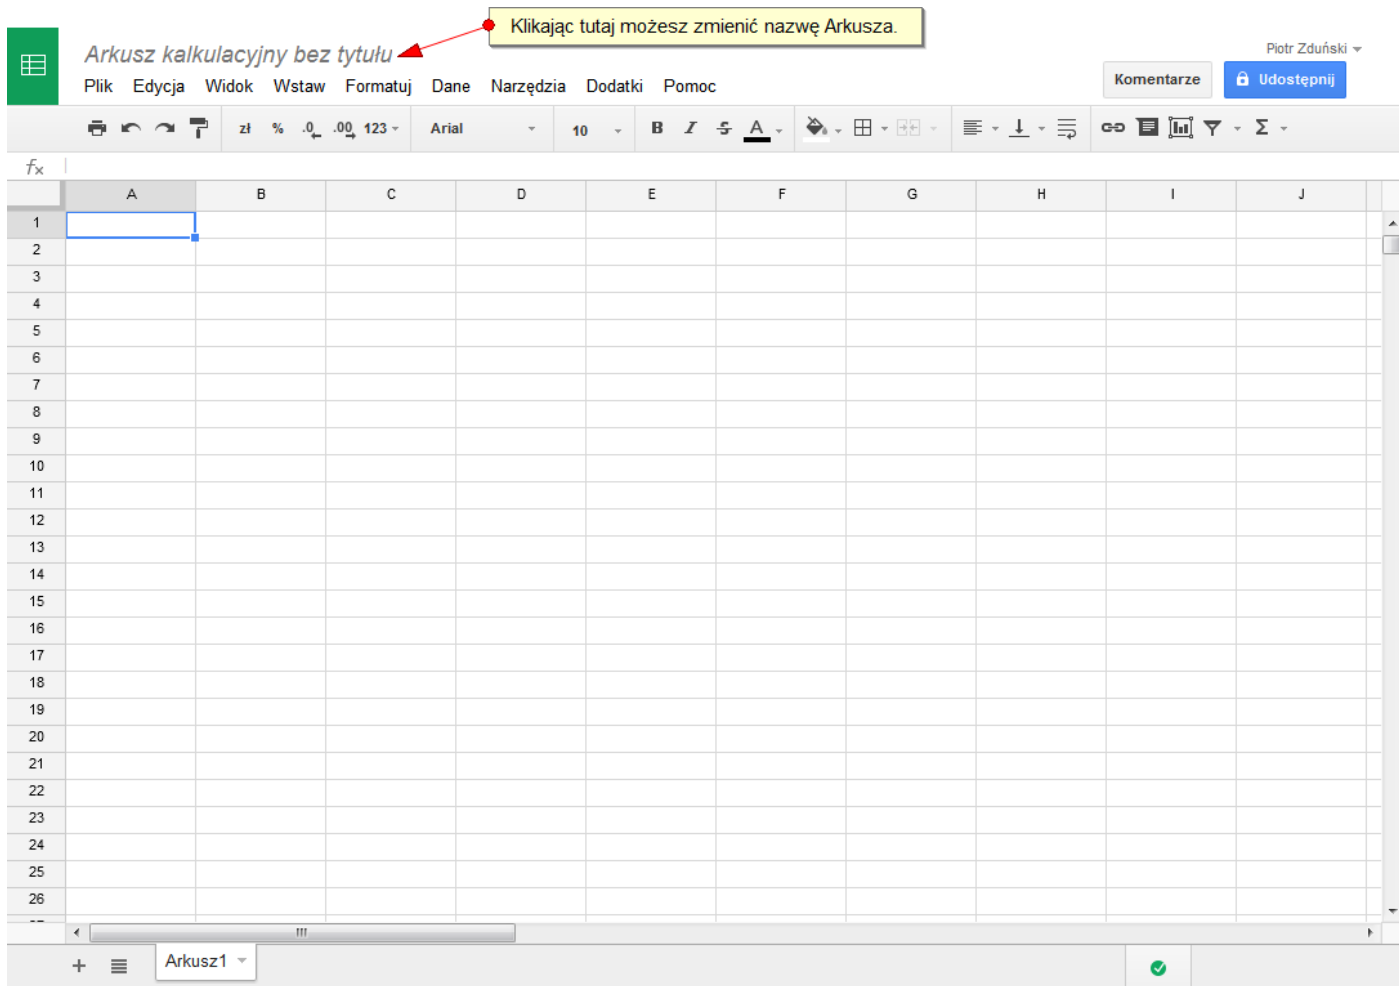 Klikając tutaj możesz zmienić nazwę Arkusza.
Arkusz kalkulacyjny bez tytułu
Piotr Zduński
Plik Edycja Widok Wstaw Formatuj Dane Narzędzia Dodatki Pomoc
Komentarze
Udostępnij
zł % .0 .00 123 Arial 10 B I S A Σ
fx
A B C D E F G H I J
1
2
3
4
5
6
7
8
9
10
11
12
13
14
15
16
17
18
19
20
21
22
23
24
25
26
Arkusz1